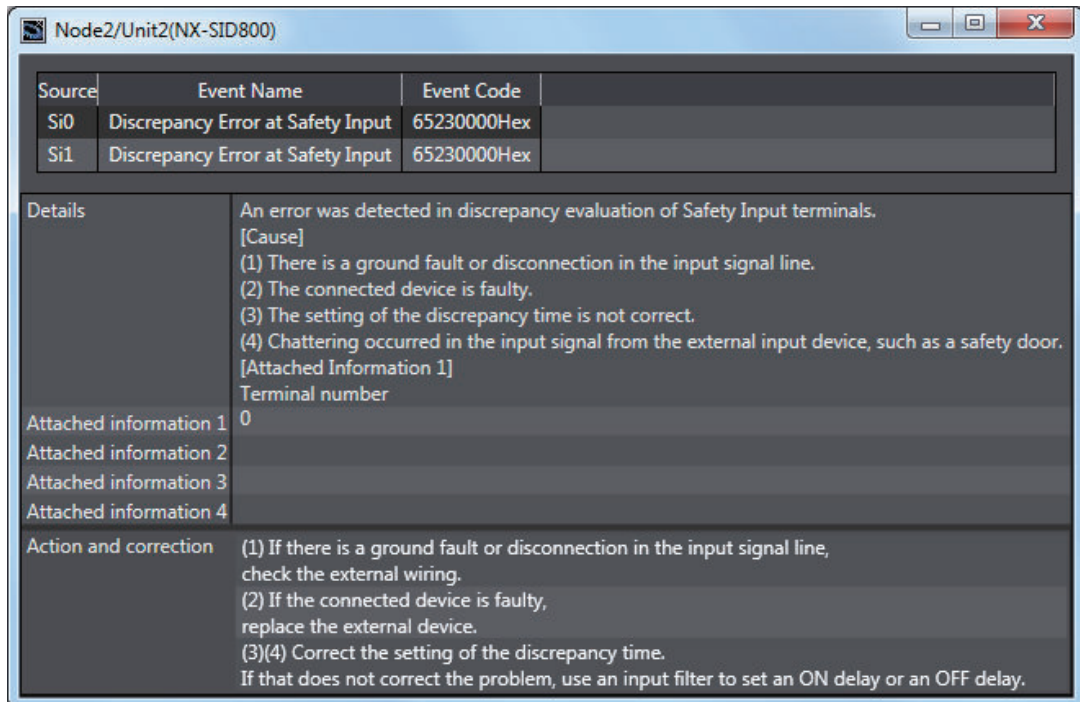 Node2/Unit2(NX-SID800)
Source Event Name Event Code
Si0 Discrepancy Error at Safety Input 65230000Hex
Si1 Discrepancy Error at Safety Input 65230000Hex
Details An error was detected in discrepancy evaluation of Safety Input terminals.
[Cause]
(1) There is a ground fault or disconnection in the input signal line.
(2) The connected device is faulty.
(3) The setting of the discrepancy time is not correct.
(4) Chattering occurred in the input signal from the external input device, such as a safety door.
[Attached Information 1]
Terminal number
Attached information 1 0
Attached information 2
Attached information 3
Attached information 4
Action and correction (1) If there is a ground fault or disconnection in the input signal line,
check the external wiring.
(2) If the connected device is faulty,
replace the external device.
(3)(4) Correct the setting of the discrepancy time.
If that does not correct the problem, use an input filter to set an ON delay or an OFF delay.